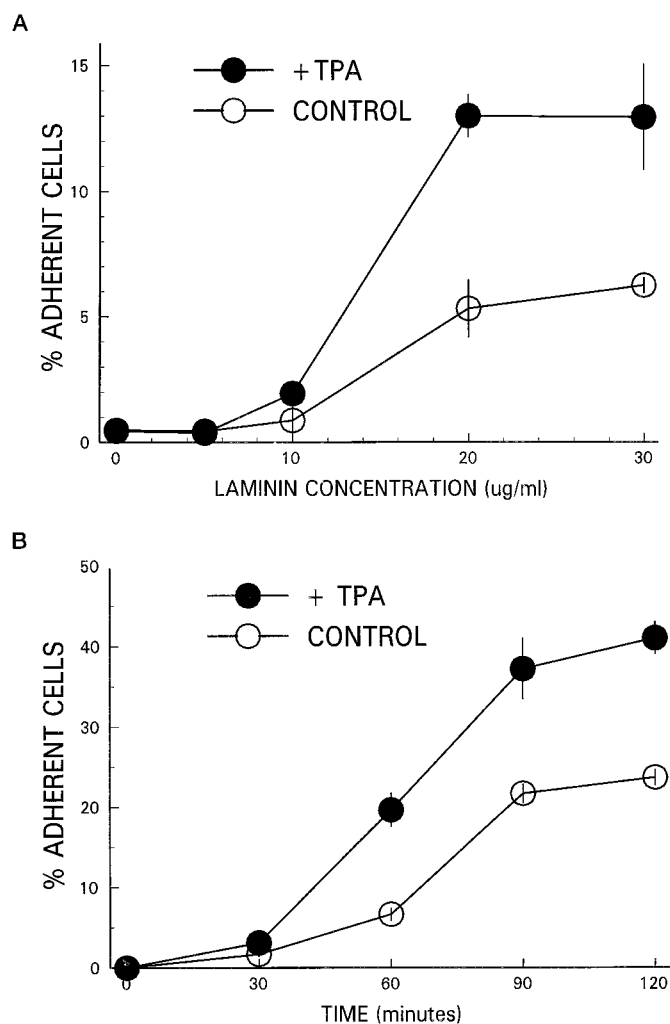 A
+ TPA
CONTROL
15
10
5
0
% ADHERENT CELLS
0 10 20 30
LAMININ CONCENTRATION (ug/ml)
B
+ TPA
CONTROL
50
40
30
20
10
0
% ADHERENT CELLS
0 30 60 90 120
TIME (minutes)